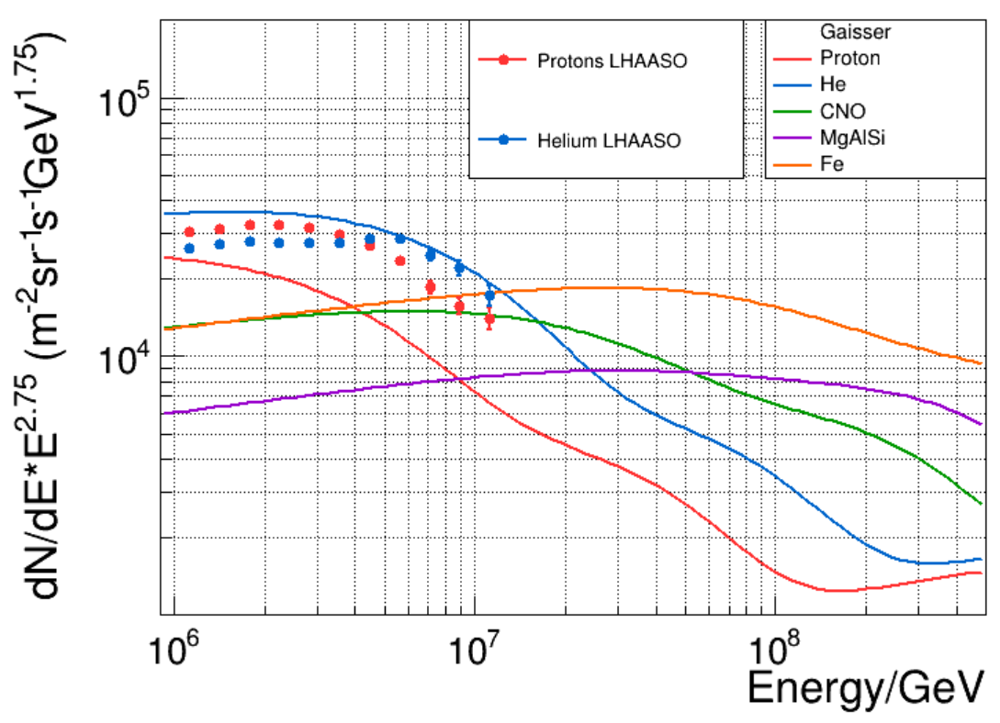 dN/dE*E^2.75 (m^-2sr^-1s^-1GeV^1.75)
10^5
10^4
Protons LHAASO
Helium LHAASO
Gaisser
Proton
He
CNO
MgAlSi
Fe
10^6
10^7
10^8
Energy/GeV